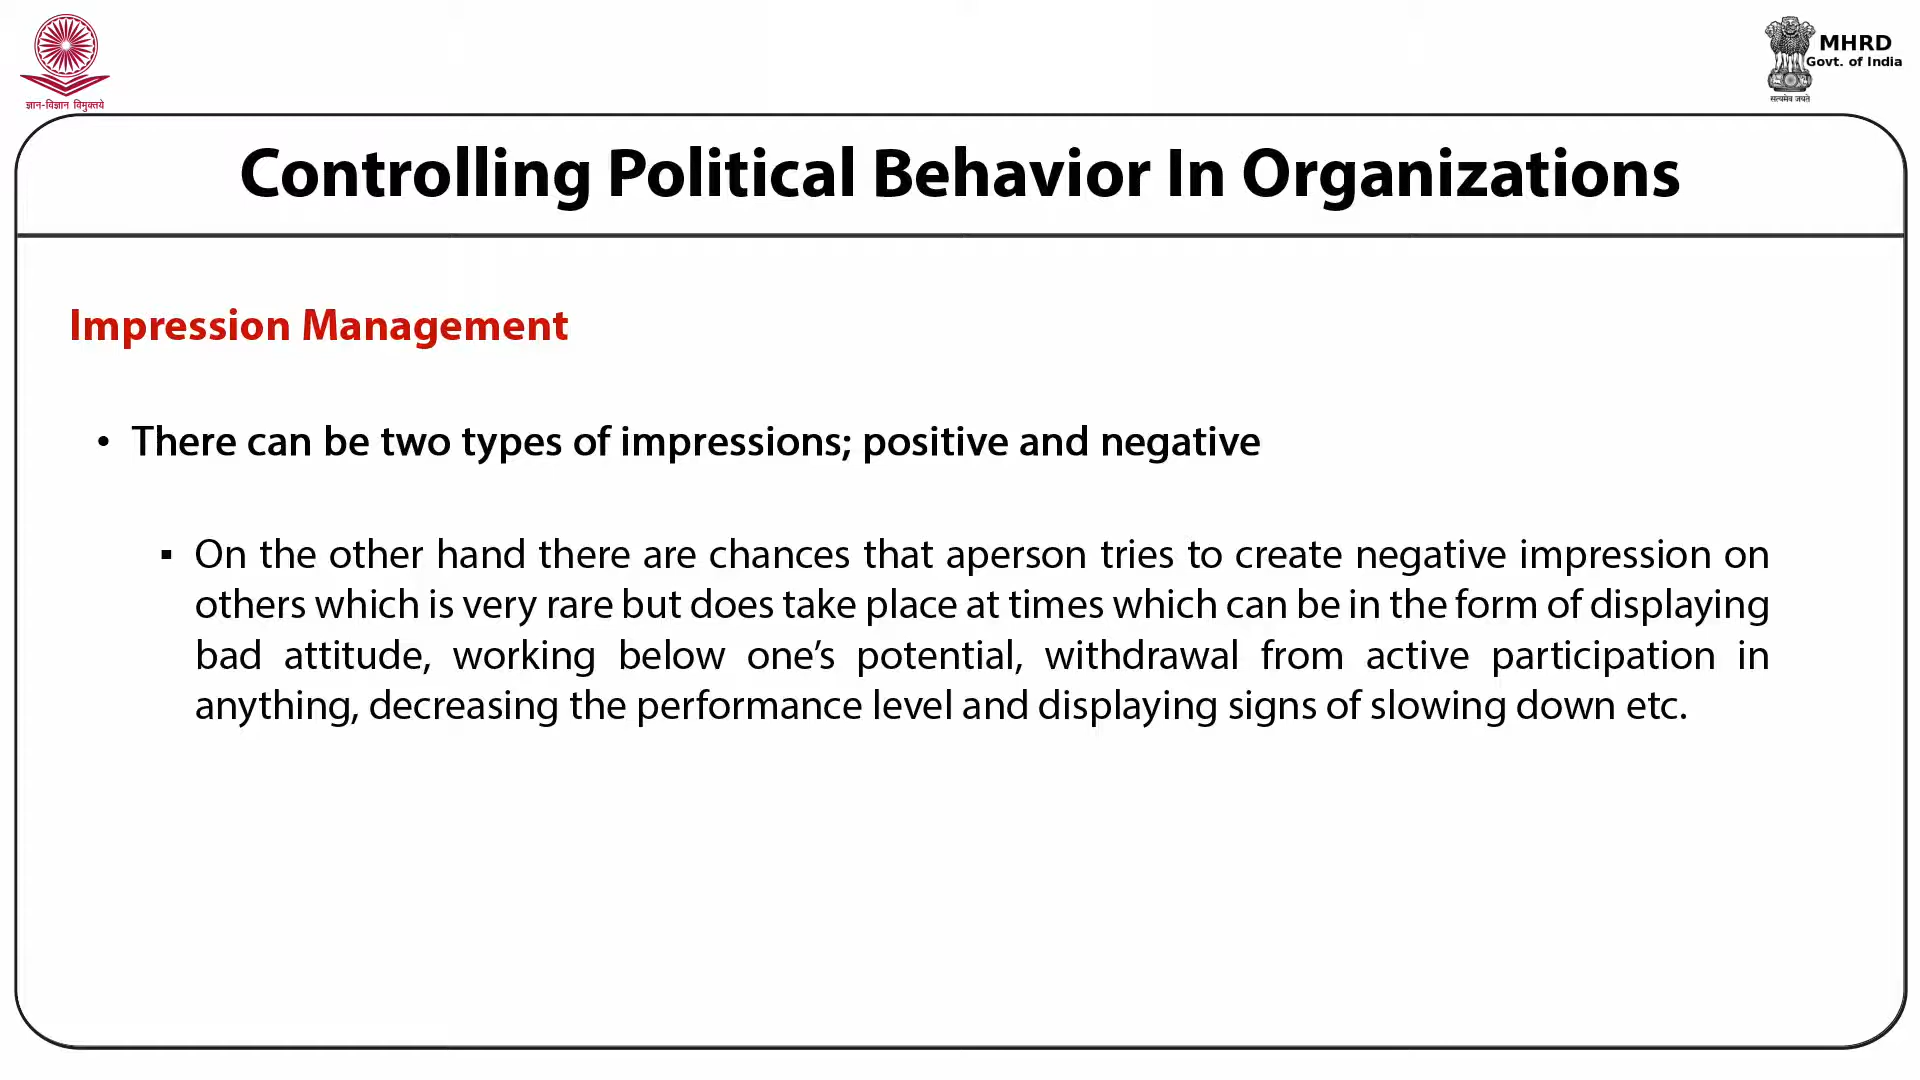 ज्ञान-विज्ञान विमुक्तये
MHRD
Govt. of India
सत्यमेव जयते
Controlling Political Behavior In Organizations
Impression Management
• There can be two types of impressions; positive and negative
▪ On the other hand there are chances that aperson tries to create negative impression on
others which is very rare but does take place at times which can be in the form of displaying
bad attitude, working below one’s potential, withdrawal from active participation in
anything, decreasing the performance level and displaying signs of slowing down etc.